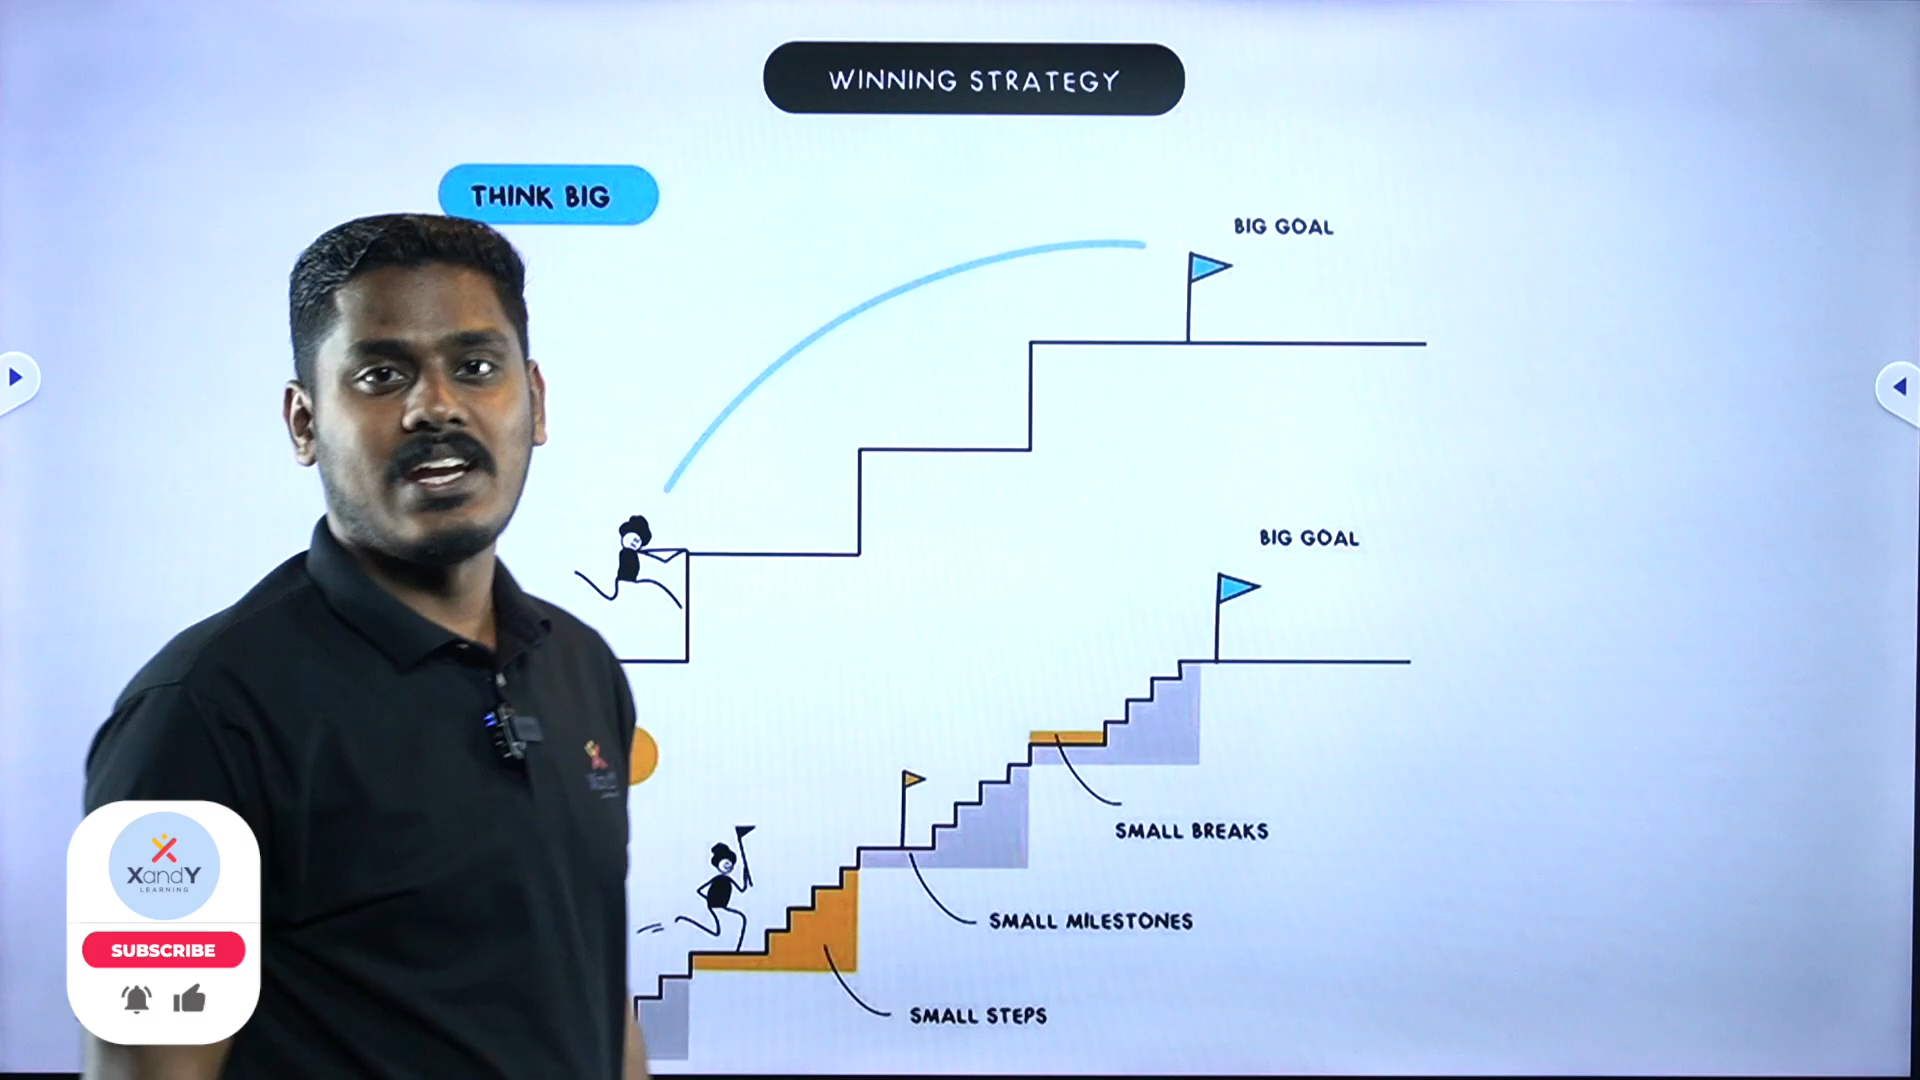 WINNING STRATEGY
THINK BIG
BIG GOAL
BIG GOAL
SMALL BREAKS
SMALL MILESTONES
SMALL STEPS
XandY
LEARNING
SUBSCRIBE